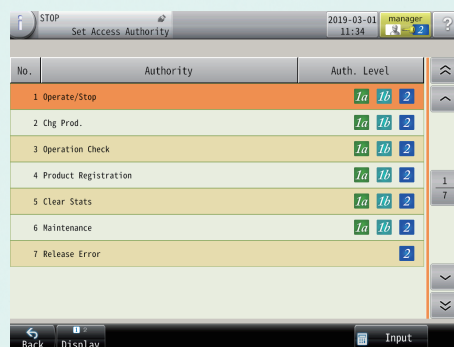 STOP
Set Access Authority
2019-03-01
11:34
manager
2
?
No. Authority Auth. Level
1 Operate/Stop 1a 1b 2
2 Chg Prod. 1a 1b 2
3 Operation Check 1a 1b 2
4 Product Registration 1a 1b 2
5 Clear Stats 1a 1b 2
6 Maintenance 1a 1b 2
7 Release Error 2
1
7
Back
Display
Input